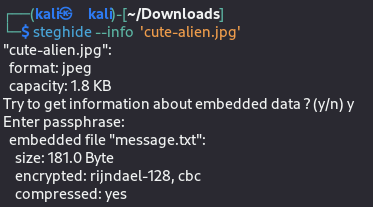 ┌──(kali㉿kali)-[~/Downloads]
└─$ steghide --info 'cute-alien.jpg'
"cute-alien.jpg":
format: jpeg
capacity: 1.8 KB
Try to get information about embedded data ? (y/n) y
Enter passphrase:
embedded file "message.txt":
size: 181.0 Byte
encrypted: rijndael-128, cbc
compressed: yes